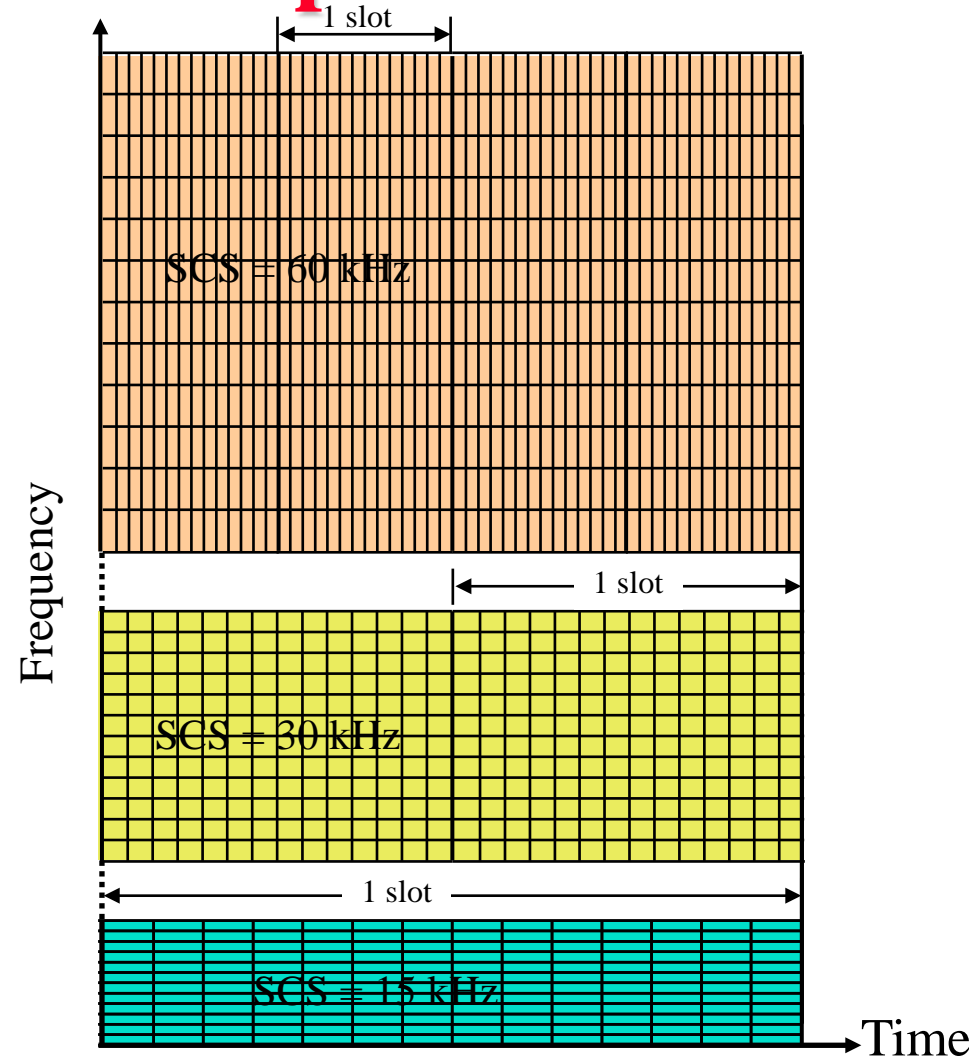 1 slot
SCS = 60 kHz
1 slot
Frequency
SCS = 30 kHz
1 slot
SCS = 15 kHz
Time